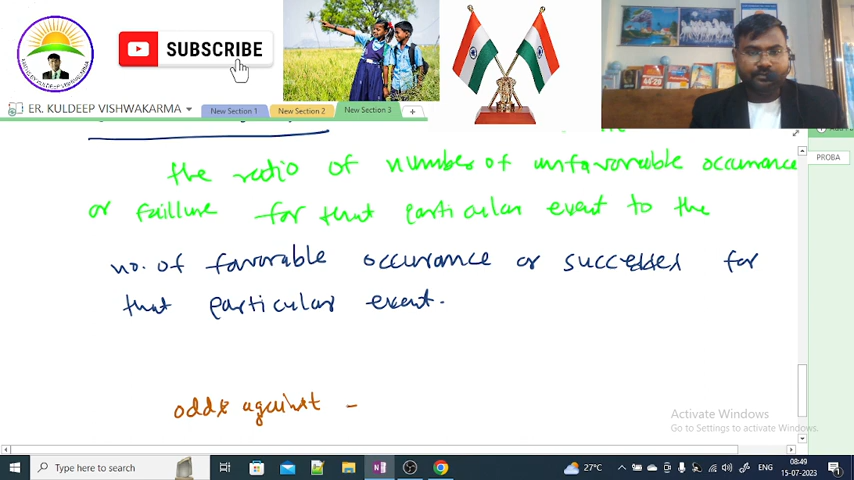 SUBSCRIBE
ER. KULDEEP VISHWAKARMA
New Section 1
New Section 2
New Section 3
PROBA
the ratio of number of unfavorable occurance
or faillure for that particular event to the
no. of favorable occurance or successes for
that particular event.
odds against -
Activate Windows
Go to Settings to activate Windows.
Type here to search
27°C
ENG
08:49
15-07-2023